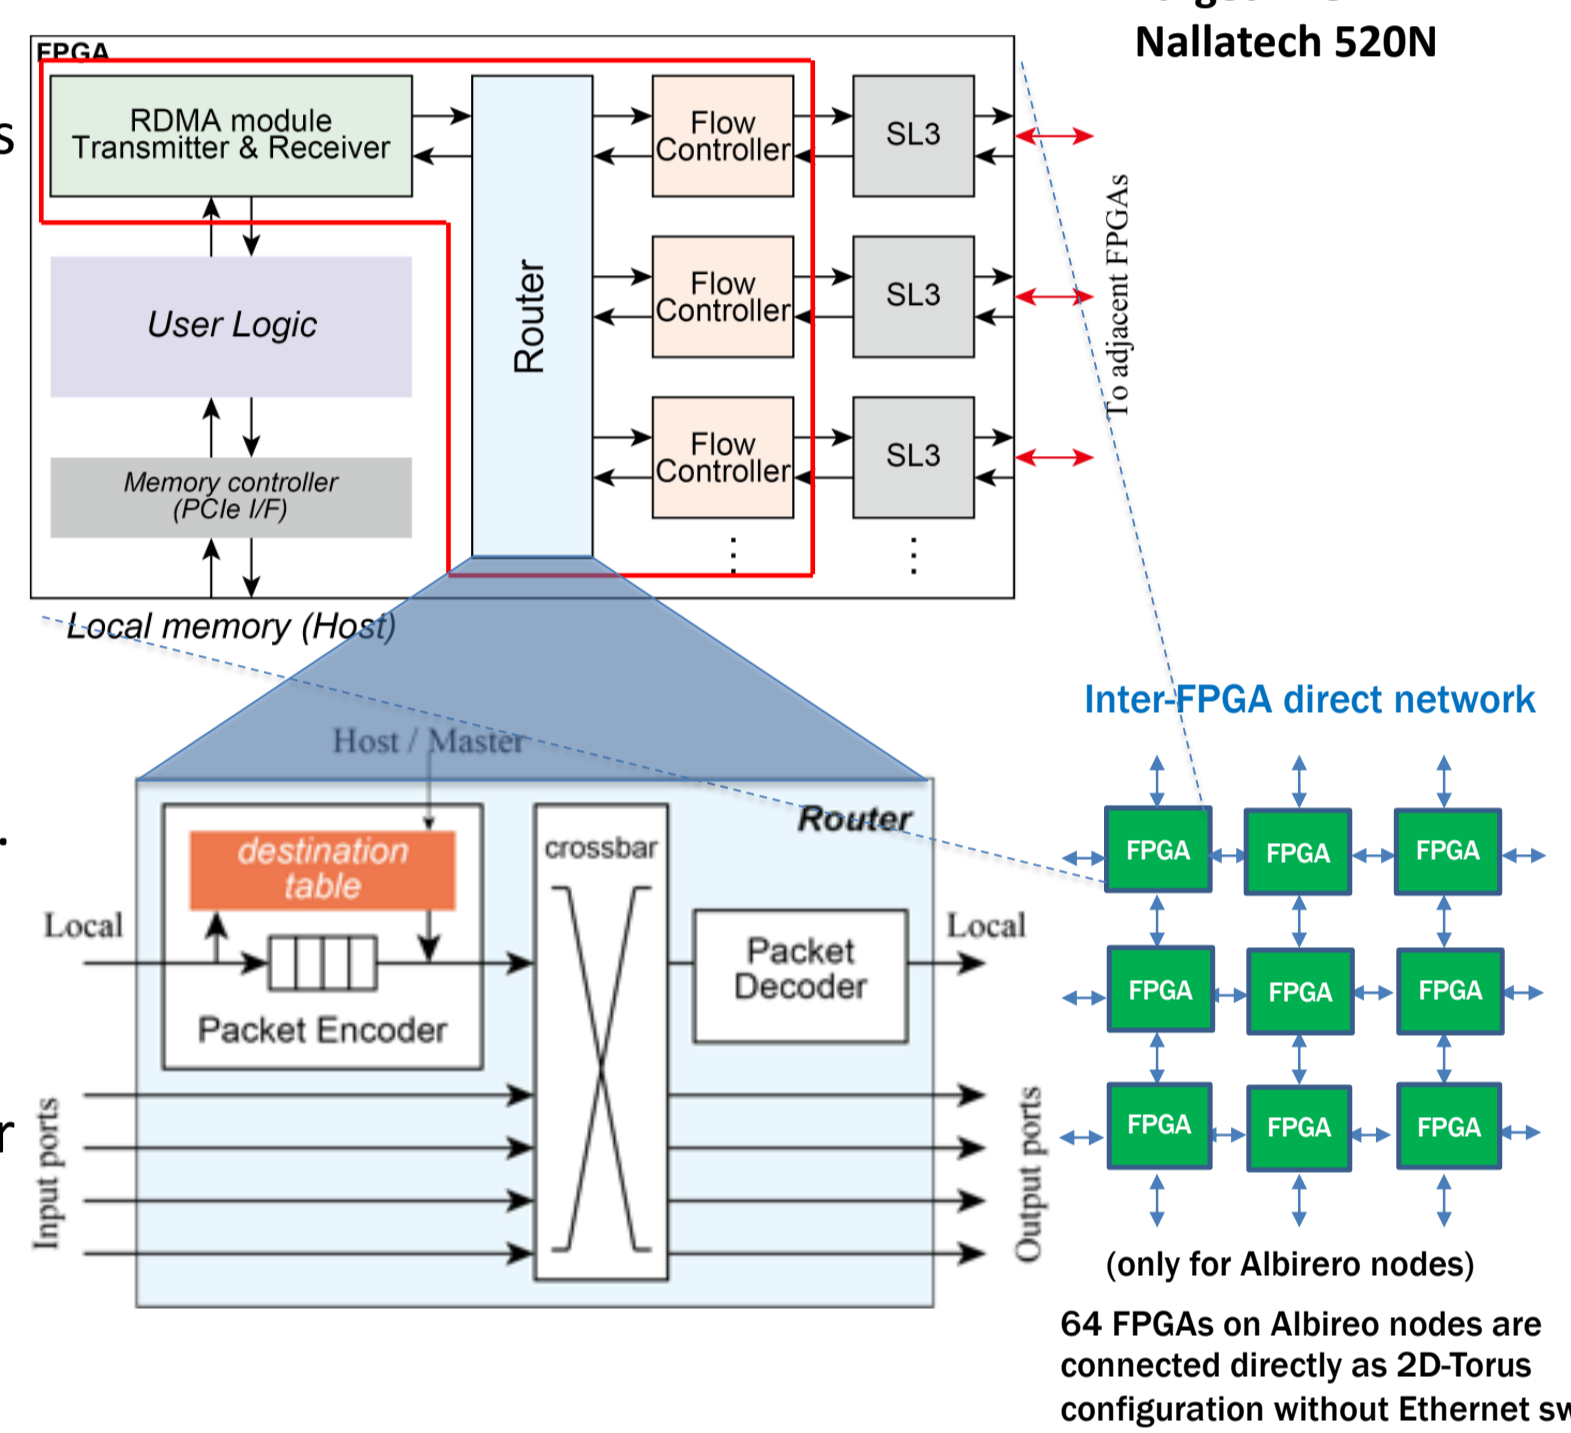 Nallatech 520N
FPGA
s
RDMA module
Transmitter & Receiver
Flow
Controller
SL3
User Logic
Router
Flow
Controller
SL3
To adjacent FPGAs
Memory controller
(PCIe I/F)
Flow
Controller
SL3
Local memory (Host)
Inter-FPGA direct network
Host / Master
Router
destination
table
crossbar
Local
Packet
Decoder
Local
Packet Encoder
Input ports
Output ports
.
r
FPGA
FPGA
FPGA
FPGA
FPGA
FPGA
FPGA
FPGA
FPGA
(only for Albirero nodes)
64 FPGAs on Albireo nodes are
connected directly as 2D-Torus
configuration without Ethernet sw